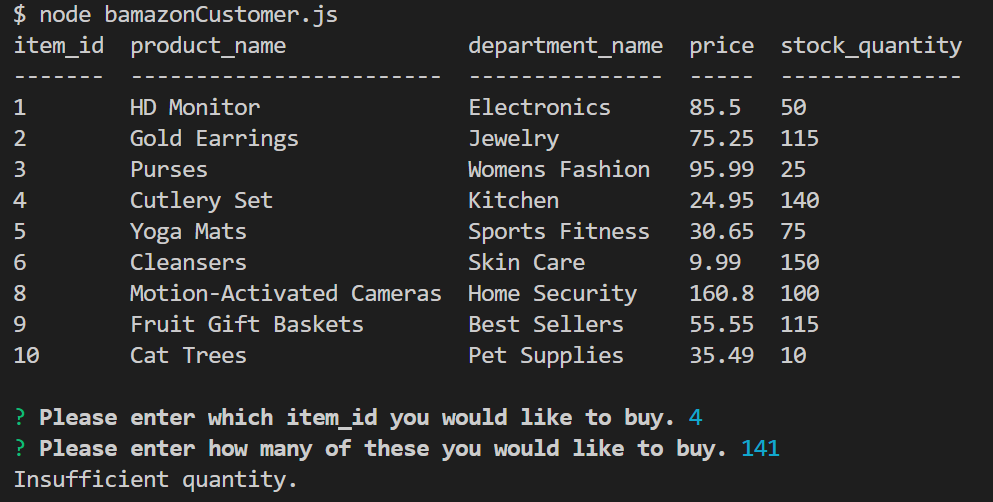 $ node bamazonCustomer.js
item_id  product_name              department_name  price  stock_quantity
-------  ------------------------  ---------------  -----  --------------
1        HD Monitor                Electronics      85.5   50
2        Gold Earrings             Jewelry          75.25  115
3        Purses                    Womens Fashion   95.99  25
4        Cutlery Set               Kitchen          24.95  140
5        Yoga Mats                 Sports Fitness   30.65  75
6        Cleansers                 Skin Care        9.99   150
8        Motion-Activated Cameras  Home Security    160.8  100
9        Fruit Gift Baskets        Best Sellers     55.55  115
10       Cat Trees                 Pet Supplies     35.49  10
? Please enter which item_id you would like to buy. 4
? Please enter how many of these you would like to buy. 141
Insufficient quantity.